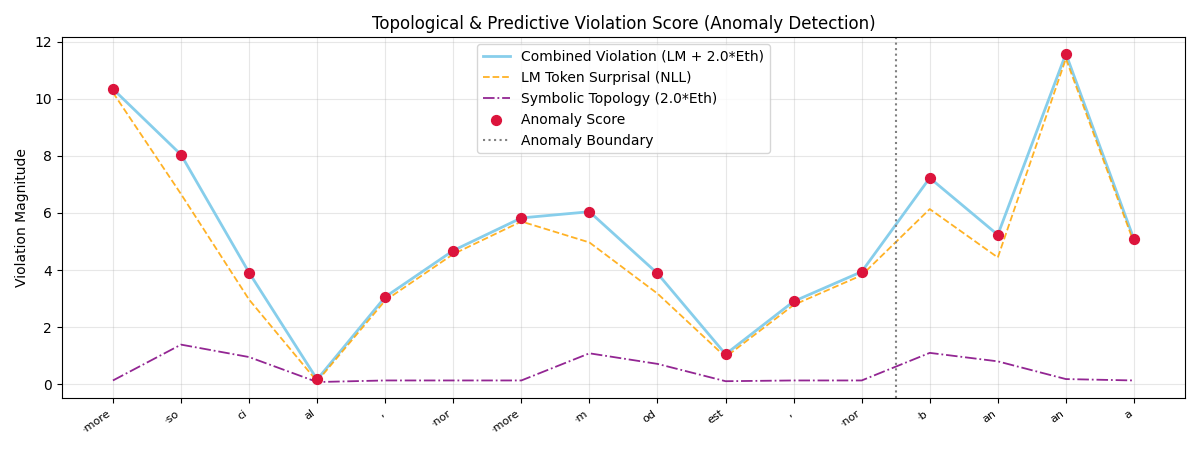 Topological & Predictive Violation Score (Anomaly Detection)
Combined Violation (LM + 2.0*Eth)
LM Token Surprisal (NLL)
Symbolic Topology (2.0*Eth)
Anomaly Score
Anomaly Boundary
Violation Magnitude
12
10
8
6
4
2
0
·more
·so
ci
al
,
·nor
·more
·m
od
est
,
·nor
·b
an
an
a